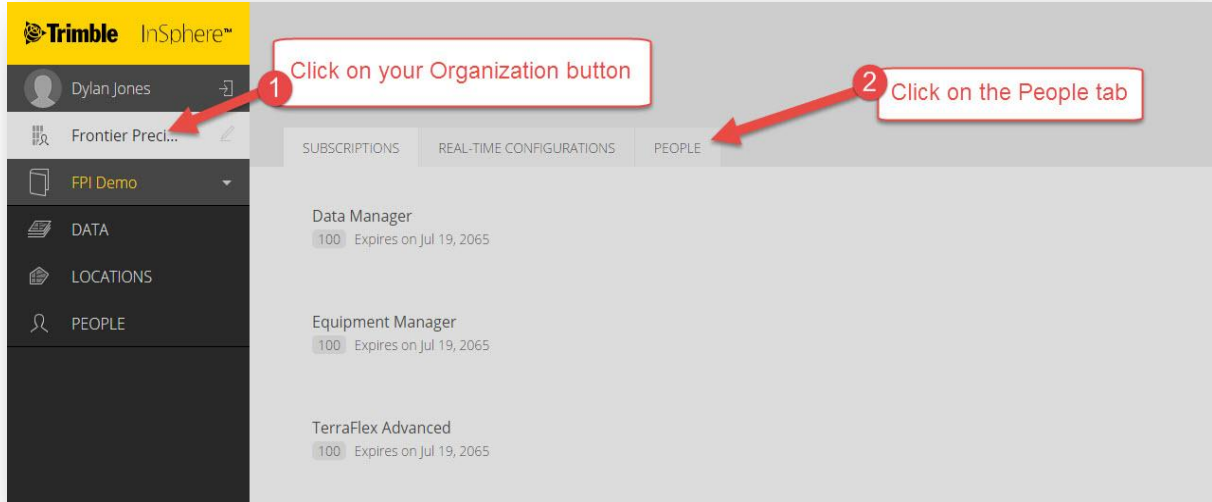 Trimble InSphere™
Click on your Organization button
1
2
Click on the People tab
Dylan Jones
Frontier Preci...
SUBSCRIPTIONS REAL-TIME CONFIGURATIONS PEOPLE
FPI Demo
DATA
LOCATIONS
PEOPLE
Data Manager
100 Expires on Jul 19, 2065
Equipment Manager
100 Expires on Jul 19, 2065
TerraFlex Advanced
100 Expires on Jul 19, 2065